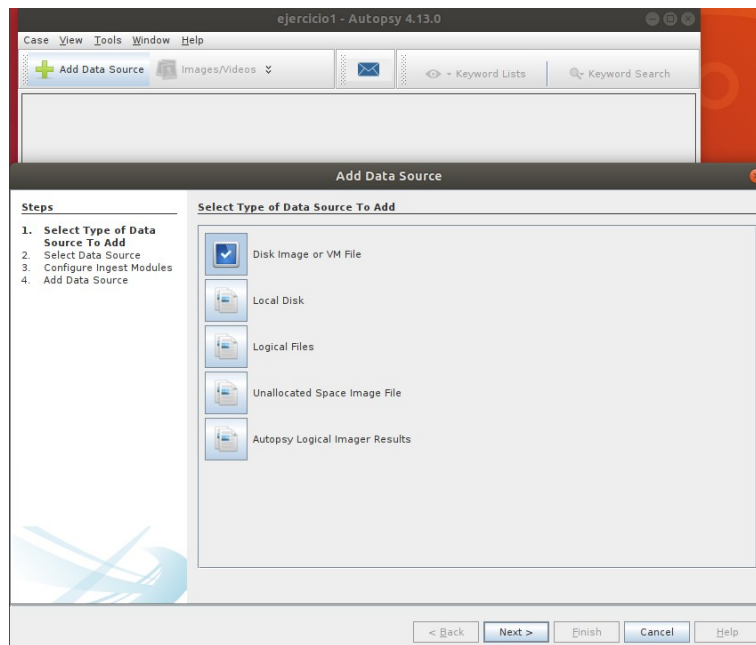 ejercicio1 - Autopsy 4.13.0
Case View Tools Window Help
Add Data Source Images/Videos Keyword Lists Keyword Search
Add Data Source
Steps
1. Select Type of Data
Source To Add
2. Select Data Source
3. Configure Ingest Modules
4. Add Data Source
Select Type of Data Source To Add
Disk Image or VM File
Local Disk
Logical Files
Unallocated Space Image File
Autopsy Logical Imager Results
< Back Next > Finish Cancel Help